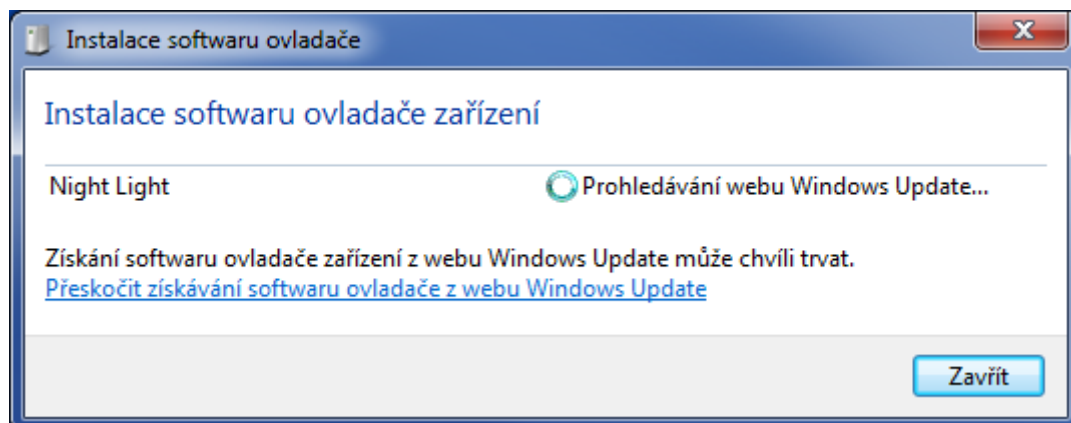 Instalace softwaru ovladače
Instalace softwaru ovladače zařízení
Night Light Prohledávání webu Windows Update...
Získání softwaru ovladače zařízení z webu Windows Update může chvíli trvat.
Přeskočit získávání softwaru ovladače z webu Windows Update
Zavřít